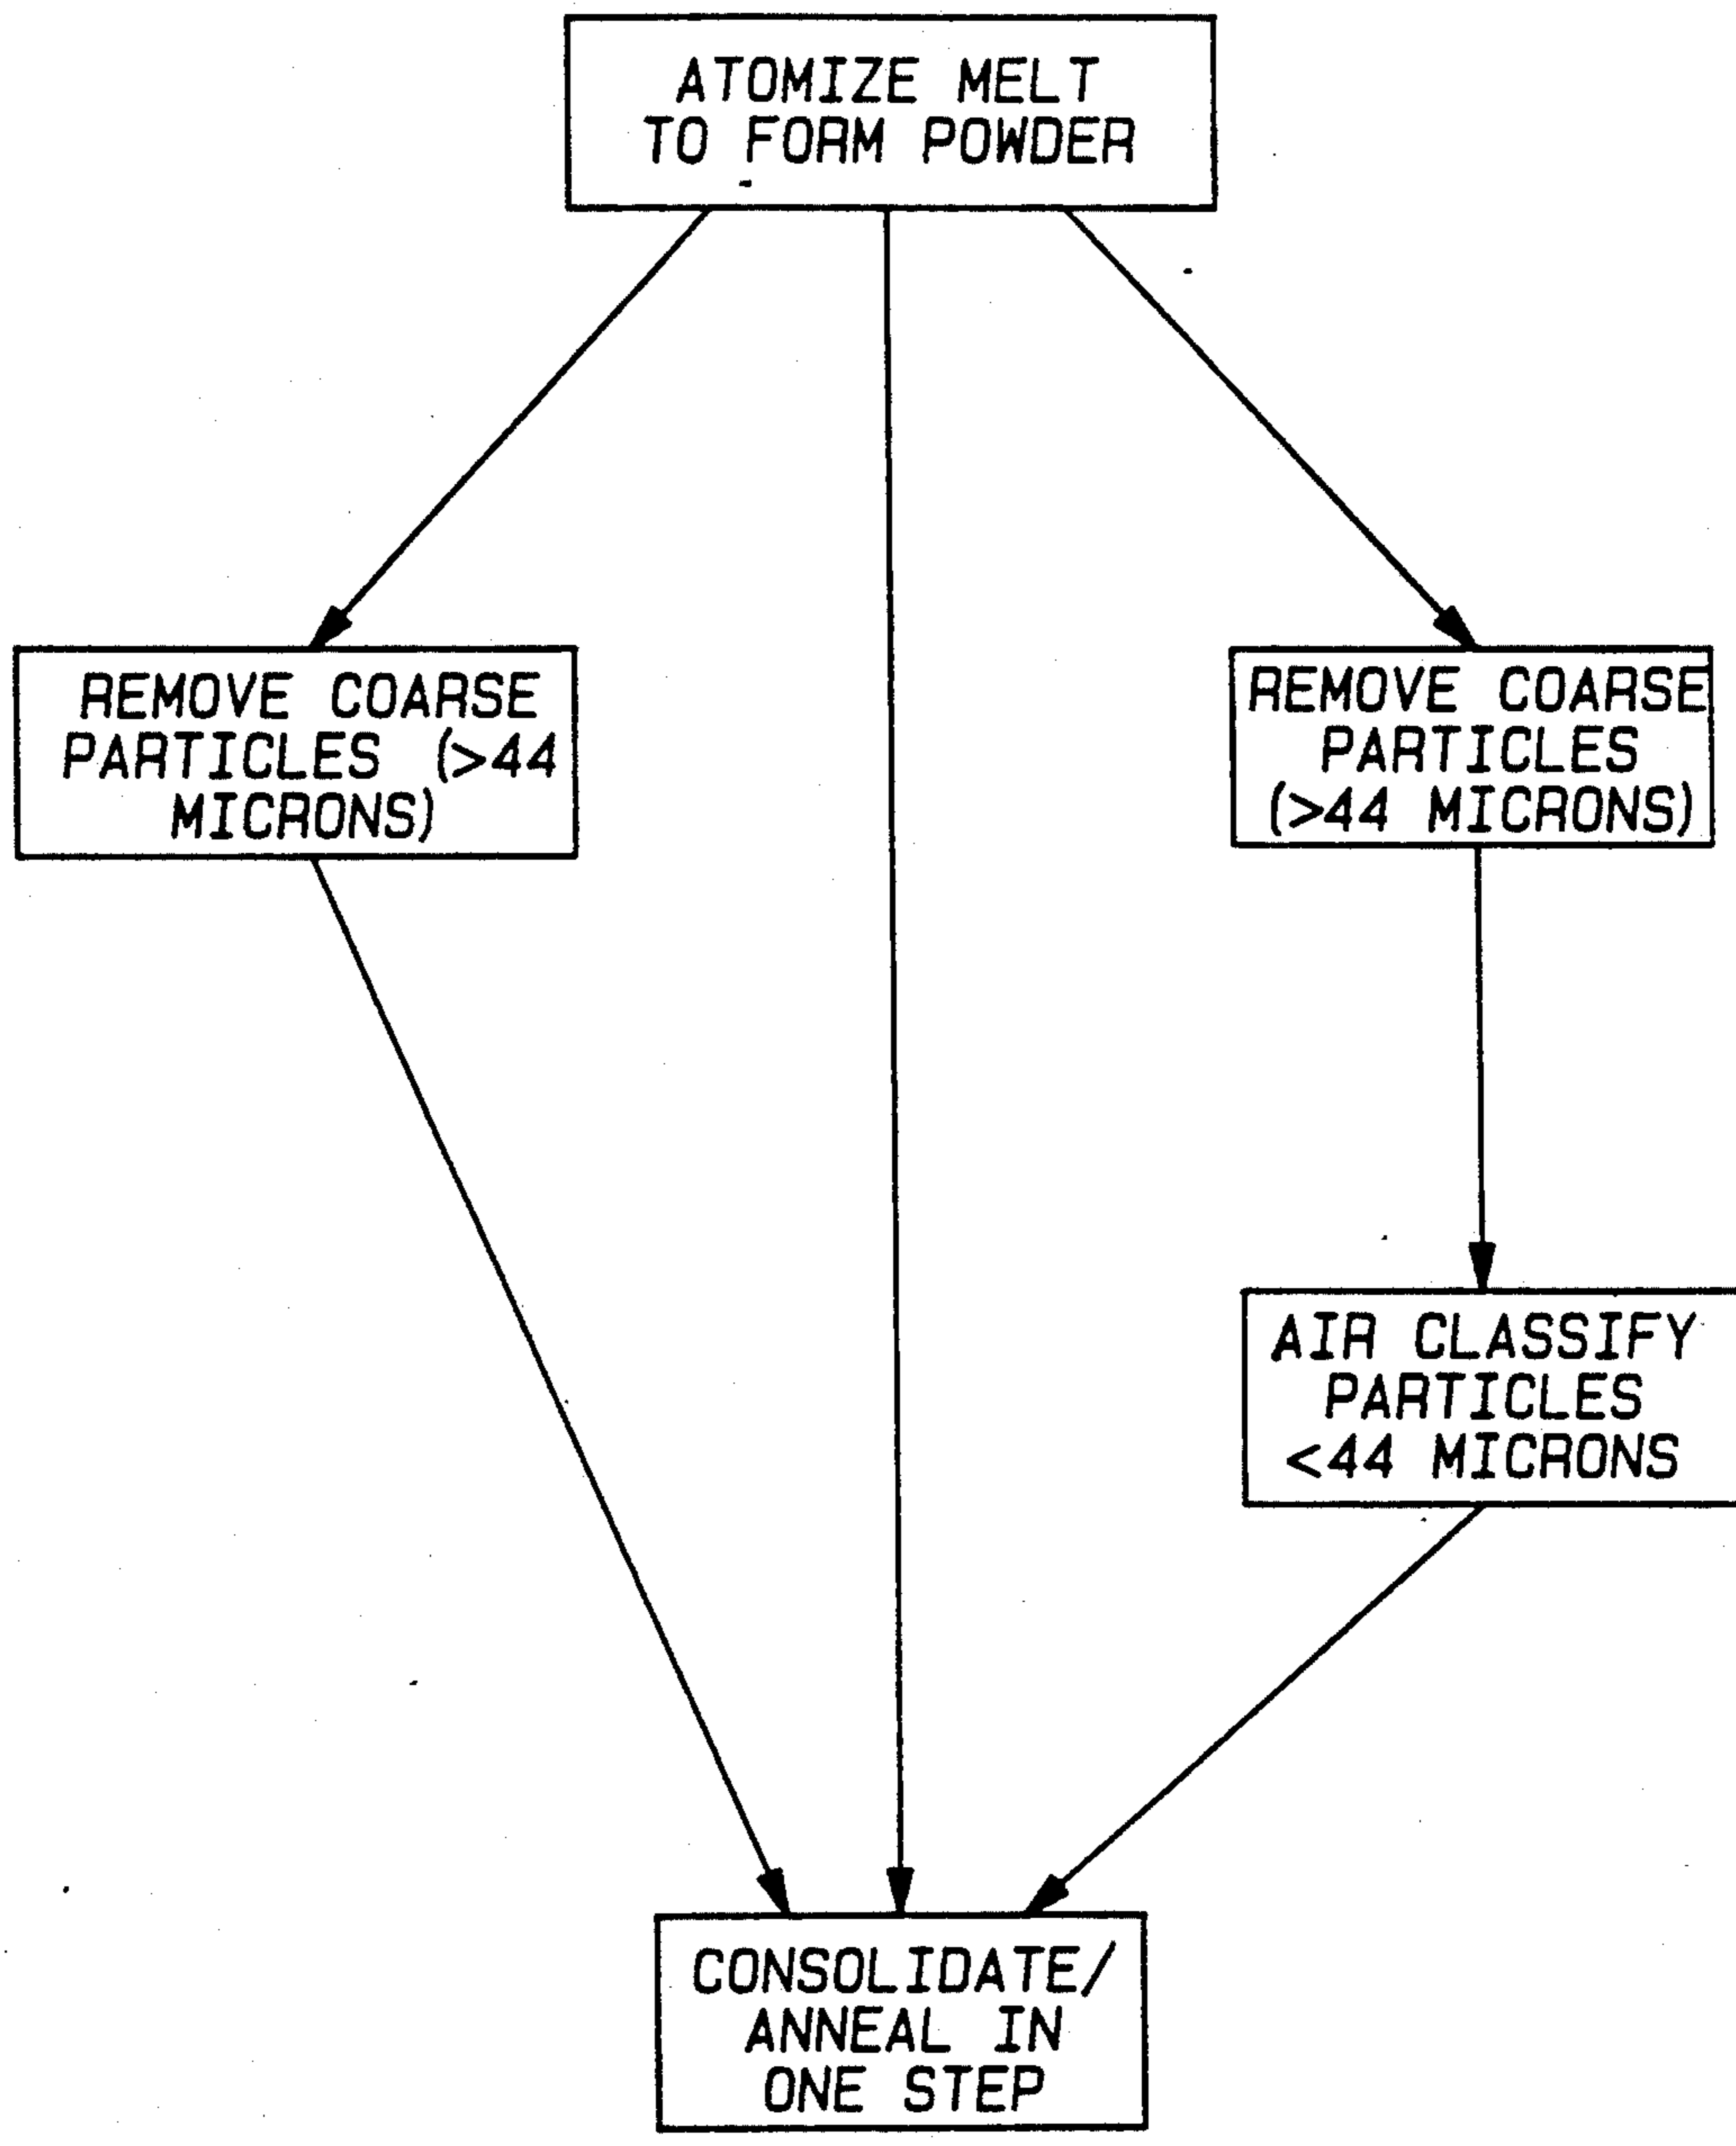 ATOMIZE MELT
TO FORM POWDER
REMOVE COARSE
PARTICLES (>44
MICRONS)
REMOVE COARSE
PARTICLES
(>44 MICRONS)
AIR CLASSIFY
PARTICLES
<44 MICRONS
CONSOLIDATE/
ANNEAL IN
ONE STEP